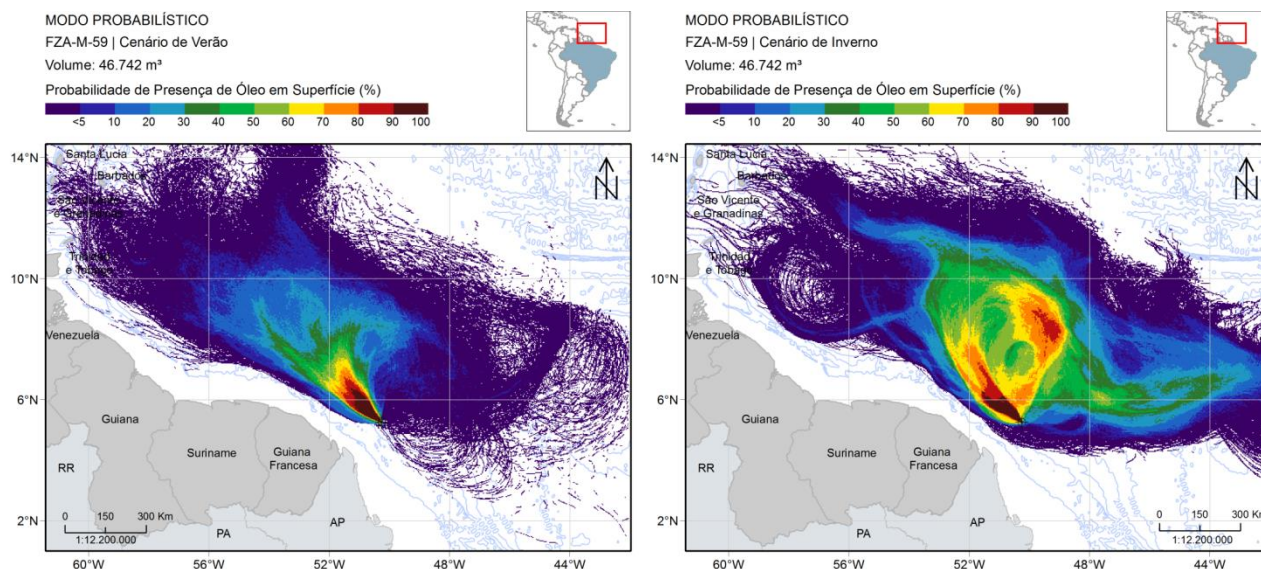 MODO PROBABILÍSTICO
FZA-M-59 | Cenário de Verão
Volume: 46.742 m³
Probabilidade de Presença de Óleo em Superfície (%)
<5 10 20 30 40 50 60 70 80 90 100
14°N
10°N
6°N
2°N
Santa Lucia
Barbados
São Vicente
e Granadinas
Trinidad
e Tobago
Venezuela
Guiana
Suriname
Guiana
Francesa
RR
PA
AP
4000
N
0 150 300 Km
1:12.200.000
60°W 56°W 52°W 48°W 44°W
MODO PROBABILÍSTICO
FZA-M-59 | Cenário de Inverno
Volume: 46.742 m³
Probabilidade de Presença de Óleo em Superfície (%)
<5 10 20 30 40 50 60 70 80 90 100
14°N
10°N
6°N
2°N
Santa Lucia
Barbados
São Vicente
e Granadinas
Trinidad
e Tobago
Venezuela
Guiana
Suriname
Guiana
Francesa
RR
PA
AP
N
0 150 300 Km
1:12.200.000
60°W 56°W 52°W 48°W 44°W